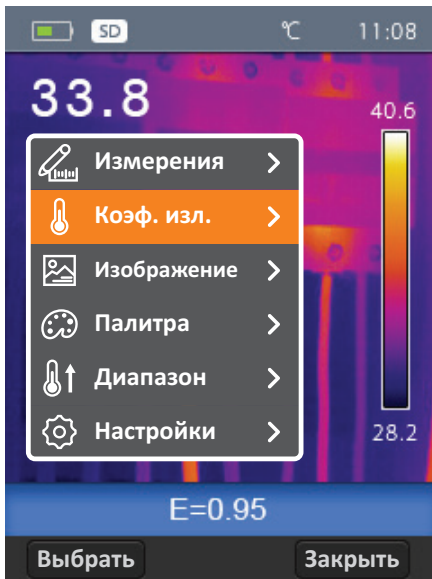 SD °C 11:08
33.8
40.6
Измерения
Коэф. изл.
Изображение
Палитра
Диапазон
Настройки
28.2
E=0.95
Выбрать Закрыть